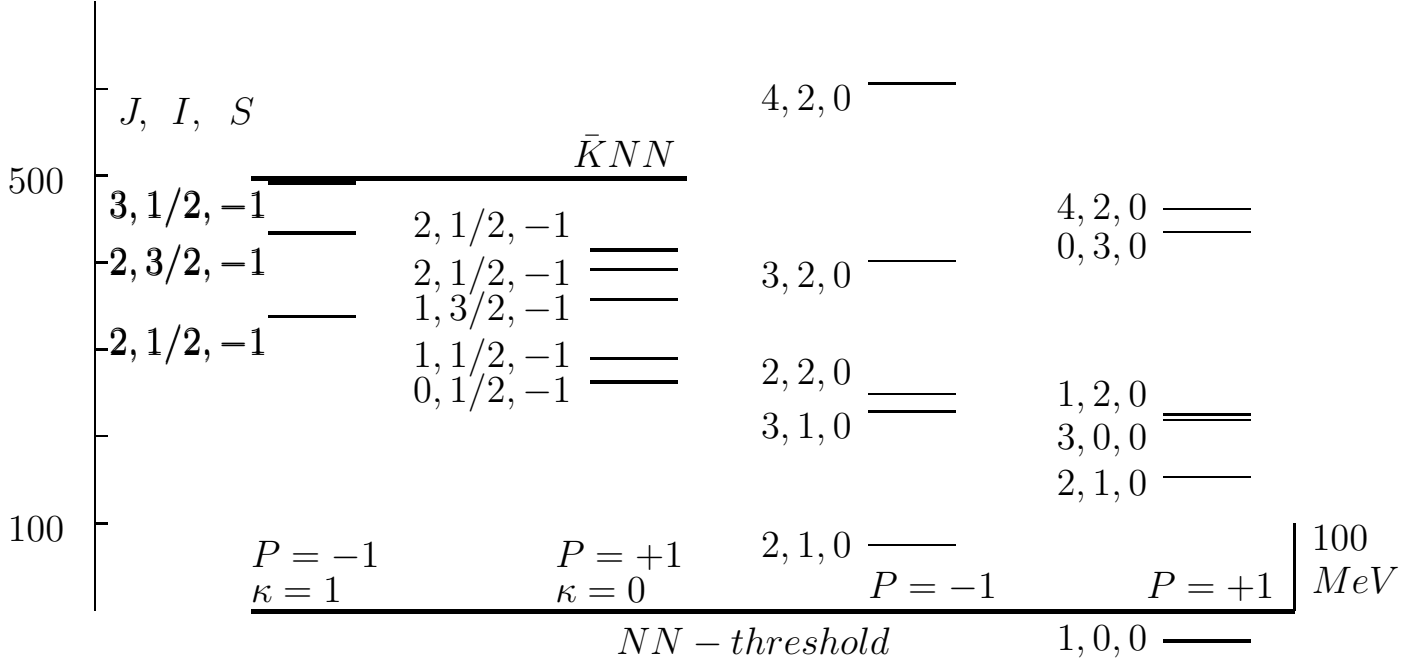 4, 2, 0
J, I, S
K̄NN
500
3, 1/2, −1
2, 1/2, −1
4, 2, 0
0, 3, 0
2, 3/2, −1
2, 1/2, −1
3, 2, 0
1, 3/2, −1
2, 1/2, −1
1, 1/2, −1
2, 2, 0
0, 1/2, −1
1, 2, 0
3, 1, 0
3, 0, 0
2, 1, 0
100
2, 1, 0
100
MeV
P = −1
κ = 1
P = +1
κ = 0
P = −1
P = +1
NN − threshold
1, 0, 0